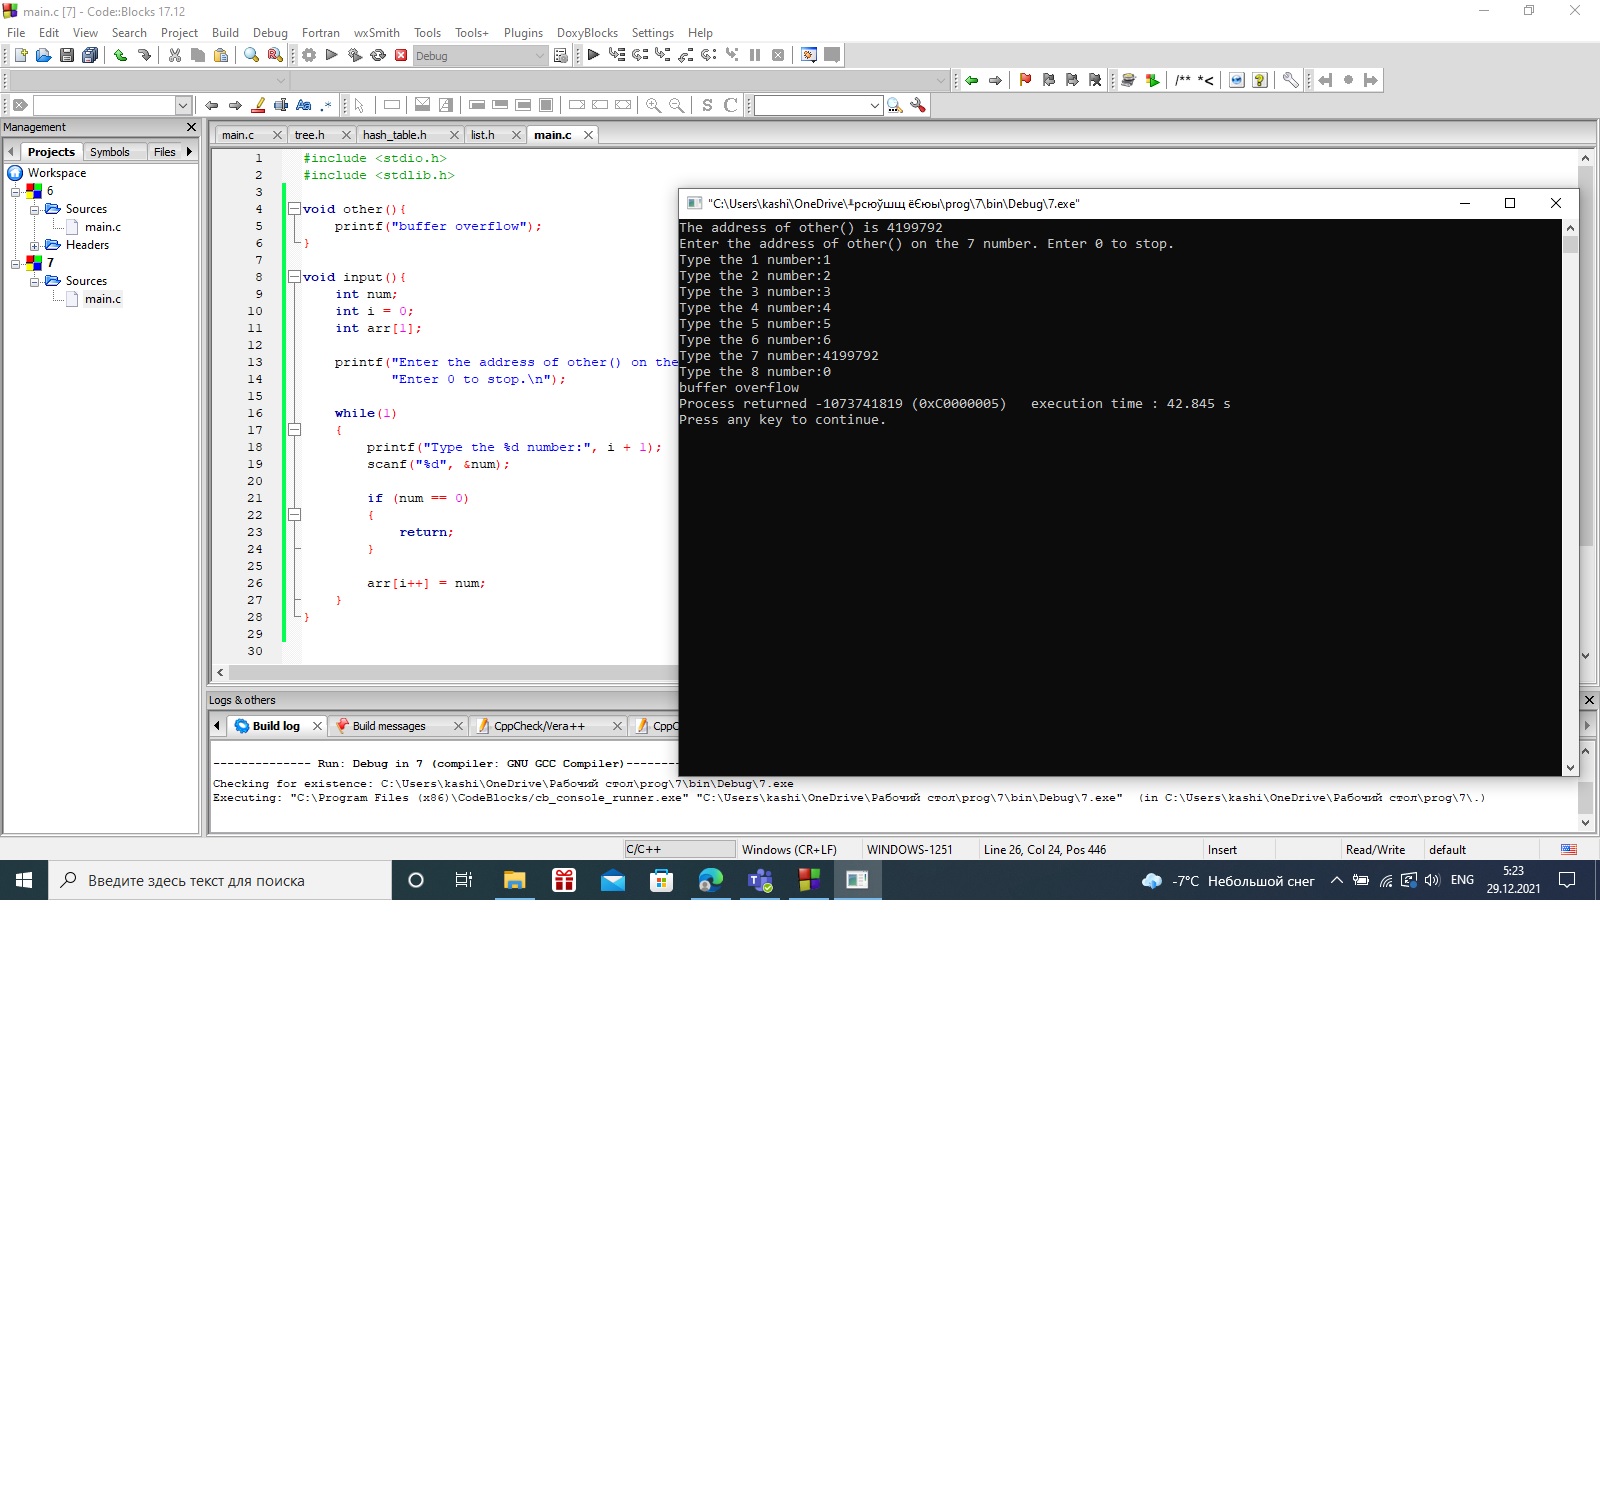 main.c [7] - Code::Blocks 17.12
File Edit View Search Project Build Debug Fortran wxSmith Tools Tools+ Plugins DoxyBlocks Settings Help
Debug
/** *<
Aa .* S C
Management
main.c tree.h hash_table.h list.h main.c
Projects Symbols Files
Workspace
6
Sources
main.c
Headers
7
Sources
main.c
1 #include <stdio.h>
2 #include <stdlib.h>
3
4 void other(){
5 printf("buffer overflow");
6 }
7
8 void input(){
9 int num;
10 int i = 0;
11 int arr[1];
12
13 printf("Enter the address of other() on the
14 "Enter 0 to stop.\n");
15
16 while(1)
17 {
18 printf("Type the %d number:", i + 1);
19 scanf("%d", &num);
20
21 if (num == 0)
22 {
23 return;
24 }
25
26 arr[i++] = num;
27 }
28 }
29
30
"C:\Users\kashi\OneDrive\╨рсюўшщ ёЄюы\prog\7\bin\Debug\7.exe"
The address of other() is 4199792
Enter the address of other() on the 7 number. Enter 0 to stop.
Type the 1 number:1
Type the 2 number:2
Type the 3 number:3
Type the 4 number:4
Type the 5 number:5
Type the 6 number:6
Type the 7 number:4199792
Type the 8 number:0
buffer overflow
Process returned -1073741819 (0xC0000005) execution time : 42.845 s
Press any key to continue.
Logs & others
Build log Build messages CppCheck/Vera++ CppC
-------------- Run: Debug in 7 (compiler: GNU GCC Compiler)-------
Checking for existence: C:\Users\kashi\OneDrive\Рабочий стол\prog\7\bin\Debug\7.exe
Executing: "C:\Program Files (x86)\CodeBlocks/cb_console_runner.exe" "C:\Users\kashi\OneDrive\Рабочий стол\prog\7\bin\Debug\7.exe" (in C:\Users\kashi\OneDrive\Рабочий стол\prog\7\.)
C/C++ Windows (CR+LF) WINDOWS-1251 Line 26, Col 24, Pos 446 Insert Read/Write default
Введите здесь текст для поиска
-7°C Небольшой снег ENG
5:23
29.12.2021